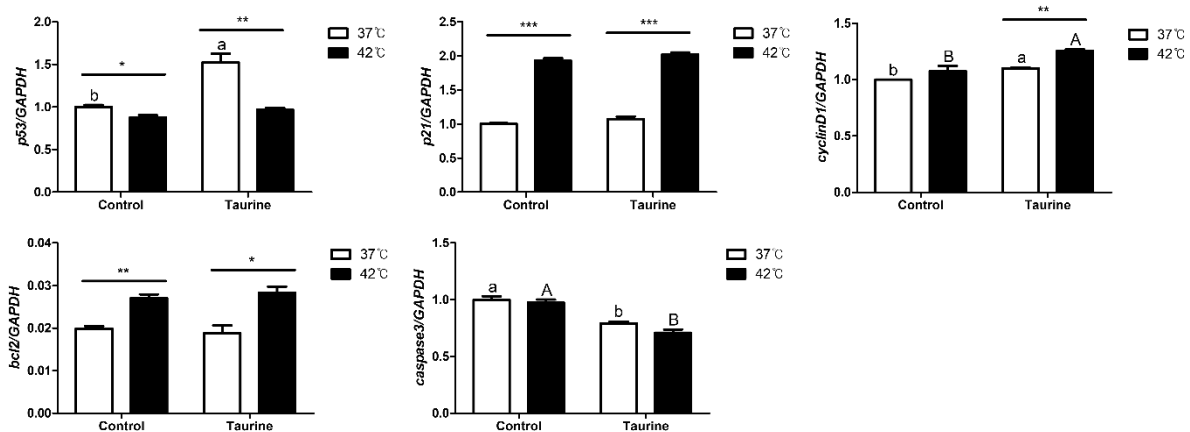 p53/GAPDH
2.0
1.5
1.0
0.5
0.0
*
**
b
a
37℃
42℃
Control
Taurine
p21/GAPDH
2.5
2.0
1.5
1.0
0.5
0.0
***
***
37℃
42℃
Control
Taurine
cyclinD1/GAPDH
1.5
1.0
0.5
0.0
**
b
B
a
A
37℃
42℃
Control
Taurine
bcl2/GAPDH
0.04
0.03
0.02
0.01
0.00
**
*
37℃
42℃
Control
Taurine
caspase3/GAPDH
1.5
1.0
0.5
0.0
a
A
b
B
37℃
42℃
Control
Taurine